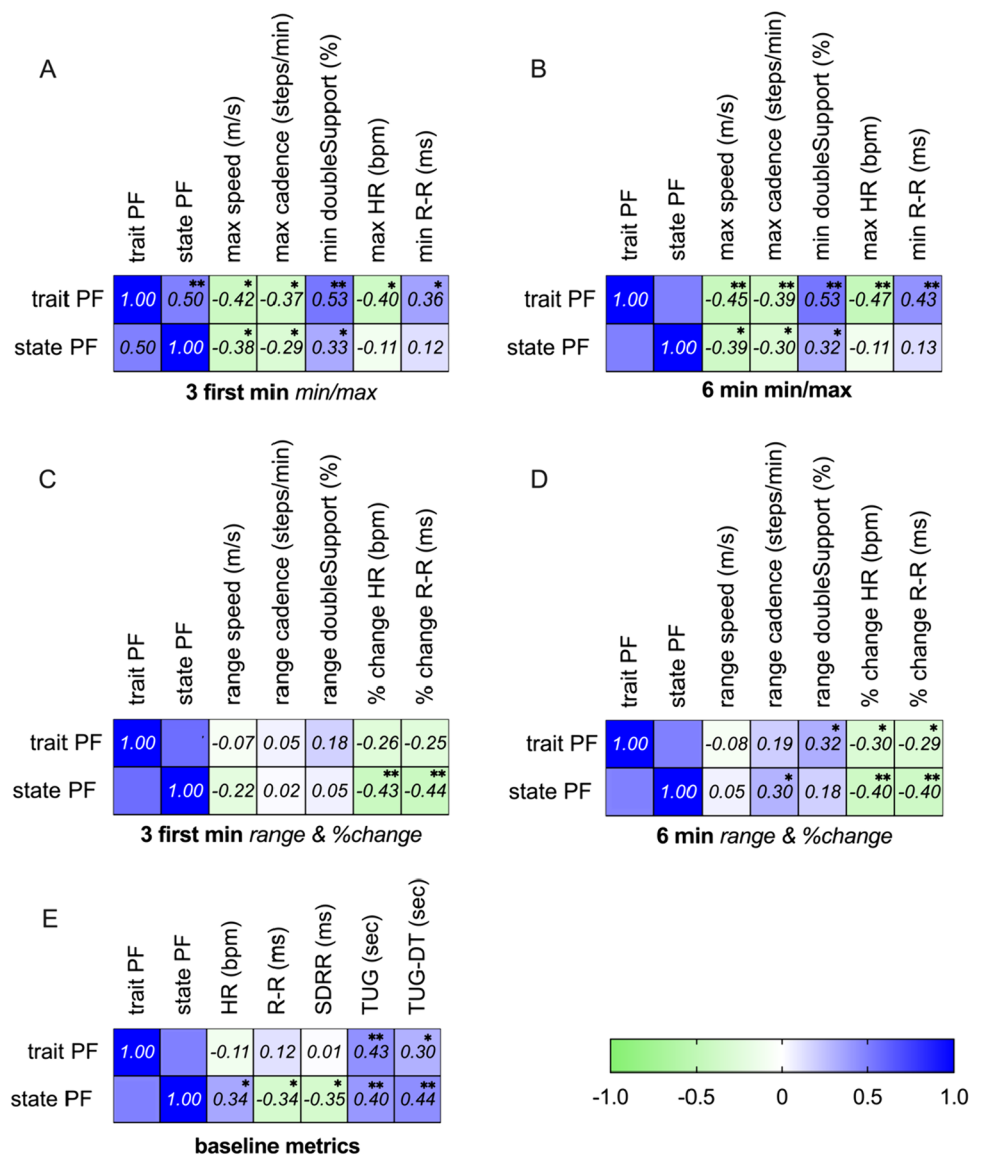 A
trait PF
state PF
max speed (m/s)
max cadence (steps/min)
min doubleSupport (%)
max HR (bpm)
min R-R (ms)
trait PF 1.00 0.50** -0.42* -0.37* 0.53** -0.40* 0.36*
state PF 0.50 1.00 -0.38* -0.29* 0.33* -0.11 0.12
3 first min min/max
B
trait PF
state PF
max speed (m/s)
max cadence (steps/min)
min doubleSupport (%)
max HR (bpm)
min R-R (ms)
trait PF 1.00 -0.45** -0.39** 0.53** -0.47** 0.43**
state PF 1.00 -0.39* -0.30* 0.32* -0.11 0.13
6 min min/max
C
trait PF
state PF
range speed (m/s)
range cadence (steps/min)
range doubleSupport (%)
% change HR (bpm)
% change R-R (ms)
trait PF 1.00 -0.07 0.05 0.18 -0.26 -0.25
state PF 1.00 -0.22 0.02 0.05 -0.43** -0.44**
3 first min range & %change
D
trait PF
state PF
range speed (m/s)
range cadence (steps/min)
range doubleSupport (%)
% change HR (bpm)
% change R-R (ms)
trait PF 1.00 -0.08 0.19 0.32* -0.30* -0.29*
state PF 1.00 0.05 0.30* 0.18 -0.40** -0.40**
6 min range & %change
E
trait PF
state PF
HR (bpm)
R-R (ms)
SDRR (ms)
TUG (sec)
TUG-DT (sec)
trait PF 1.00 -0.11 0.12 0.01 0.43** 0.30*
state PF 1.00 0.34* -0.34* -0.35* 0.40** 0.44**
baseline metrics
-1.0 -0.5 0 0.5 1.0